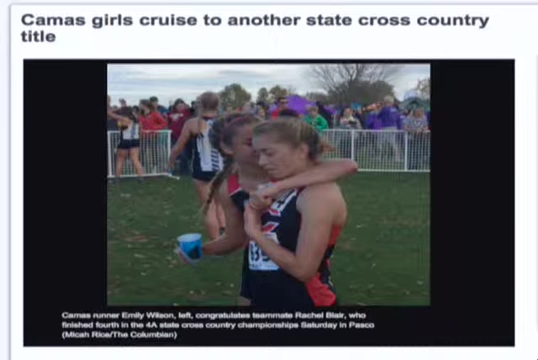 Camas girls cruise to another state cross country
title
Camas runner Emily Wilson, left, congratulates teammate Rachel Blair, who
finished fourth in the 4A state cross country championships Saturday in Pasco
(Micah Rice/The Columbian)